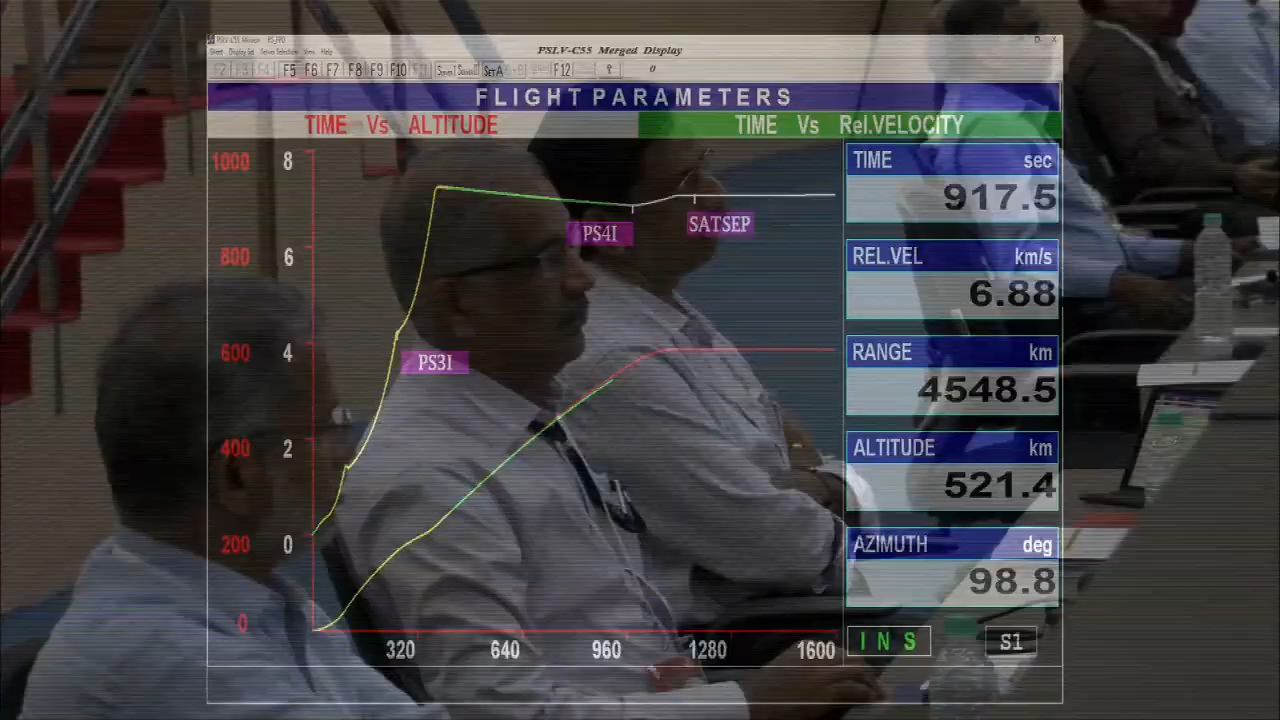 PSLV-C55 Merged Display
F5 F6 F7 F8 F9 F10 F12 0
FLIGHT PARAMETERS
TIME Vs ALTITUDE TIME Vs Rel.VELOCITY
1000 8
800 6
600 4
400 2
200 0
0
320 640 960 1280 1600
PS3I
PS4I
SATSEP
TIME sec
917.5
REL.VEL km/s
6.88
RANGE km
4548.5
ALTITUDE km
521.4
AZIMUTH deg
98.8
INS S1